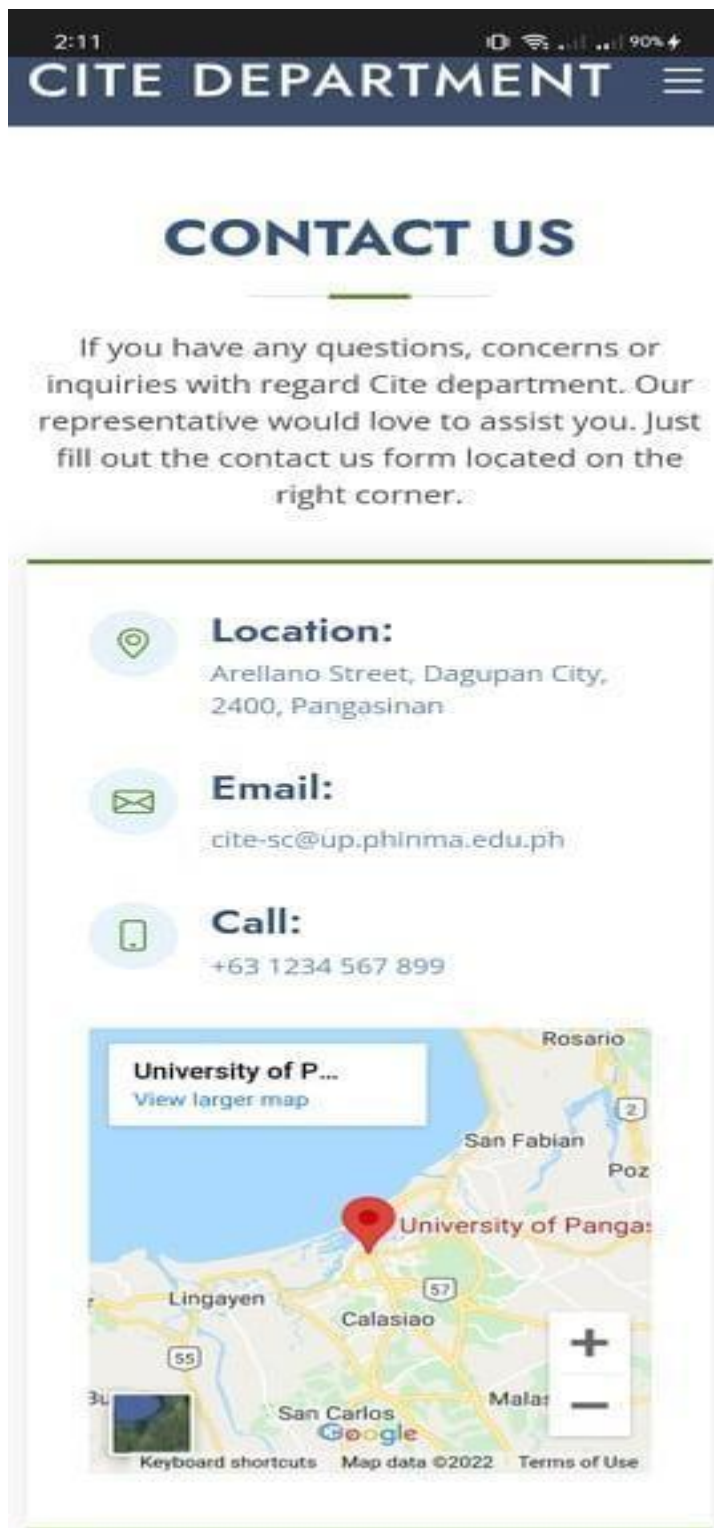 2:11 90%
CITE DEPARTMENT
CONTACT US
If you have any questions, concerns or
inquiries with regard Cite department. Our
representative would love to assist you. Just
fill out the contact us form located on the
right corner.
Location:
Arellano Street, Dagupan City,
2400, Pangasinan
Email:
cite-sc@up.phinma.edu.ph
Call:
+63 1234 567 899
Rosario
University of P...
View larger map
2
San Fabian
Poz
University of Pangas
57
Lingayen
Calasiao
55
Bu
Malas
San Carlos
Google
Keyboard shortcuts Map data ©2022 Terms of Use